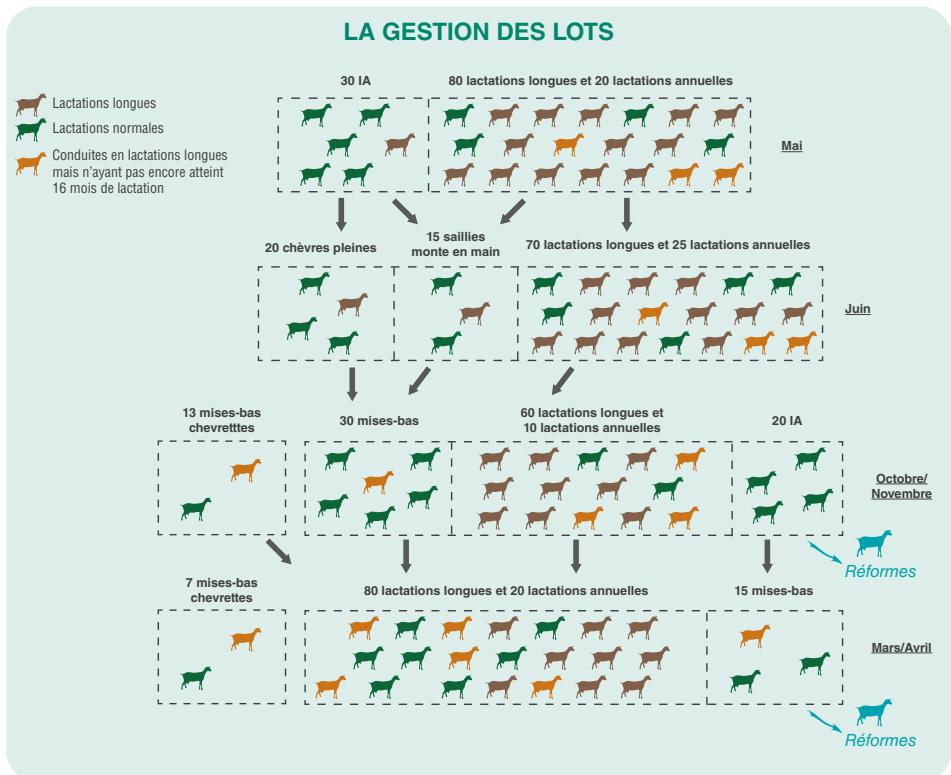 LA GESTION DES LOTS
30 IA
80 lactations longues et 20 lactations annuelles
Lactations longues
Lactations normales
Conduites en lactations longues
mais n'ayant pas encore atteint
16 mois de lactation
Mai
20 chèvres pleines
15 saillies
monte en main
70 lactations longues et 25 lactations annuelles
Juin
13 mises-bas
chevretttes
30 mises-bas
60 lactations longues et
10 lactations annuelles
20 IA
Octobre/
Novembre
Réformes
7 mises-bas
chevrettes
80 lactations longues et 20 lactations annuelles
15 mises-bas
Mars/Avril
Réformes